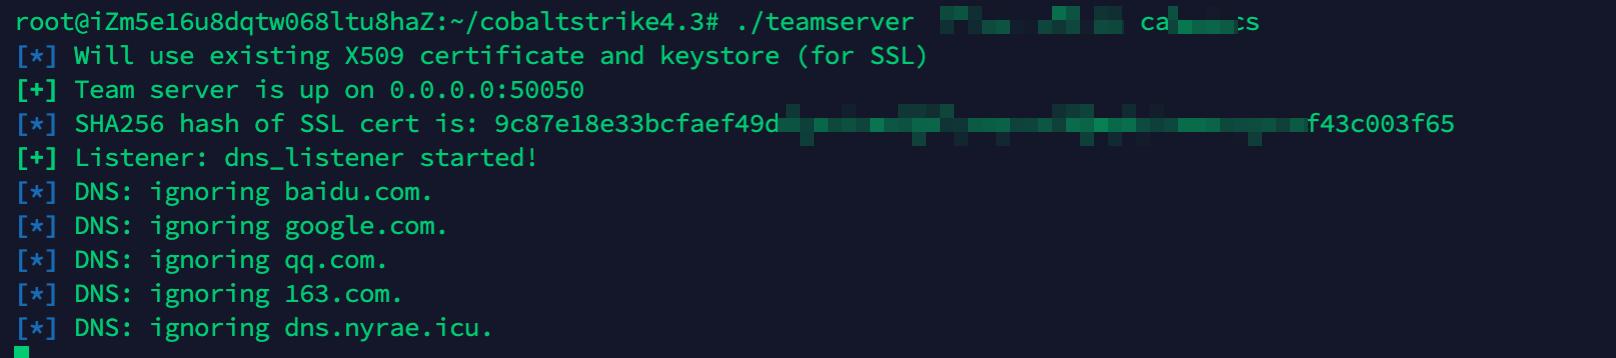 root@iZm5e16u8dqtw068ltu8haZ:~/cobaltstrike4.3# ./teamserver ca cs
[*] Will use existing X509 certificate and keystore (for SSL)
[+] Team server is up on 0.0.0.0:50050
[*] SHA256 hash of SSL cert is: 9c87e18e33bcfaef49d f43c003f65
[+] Listener: dns_listener started!
[*] DNS: ignoring baidu.com.
[*] DNS: ignoring google.com.
[*] DNS: ignoring qq.com.
[*] DNS: ignoring 163.com.
[*] DNS: ignoring dns.nyrae.icu.